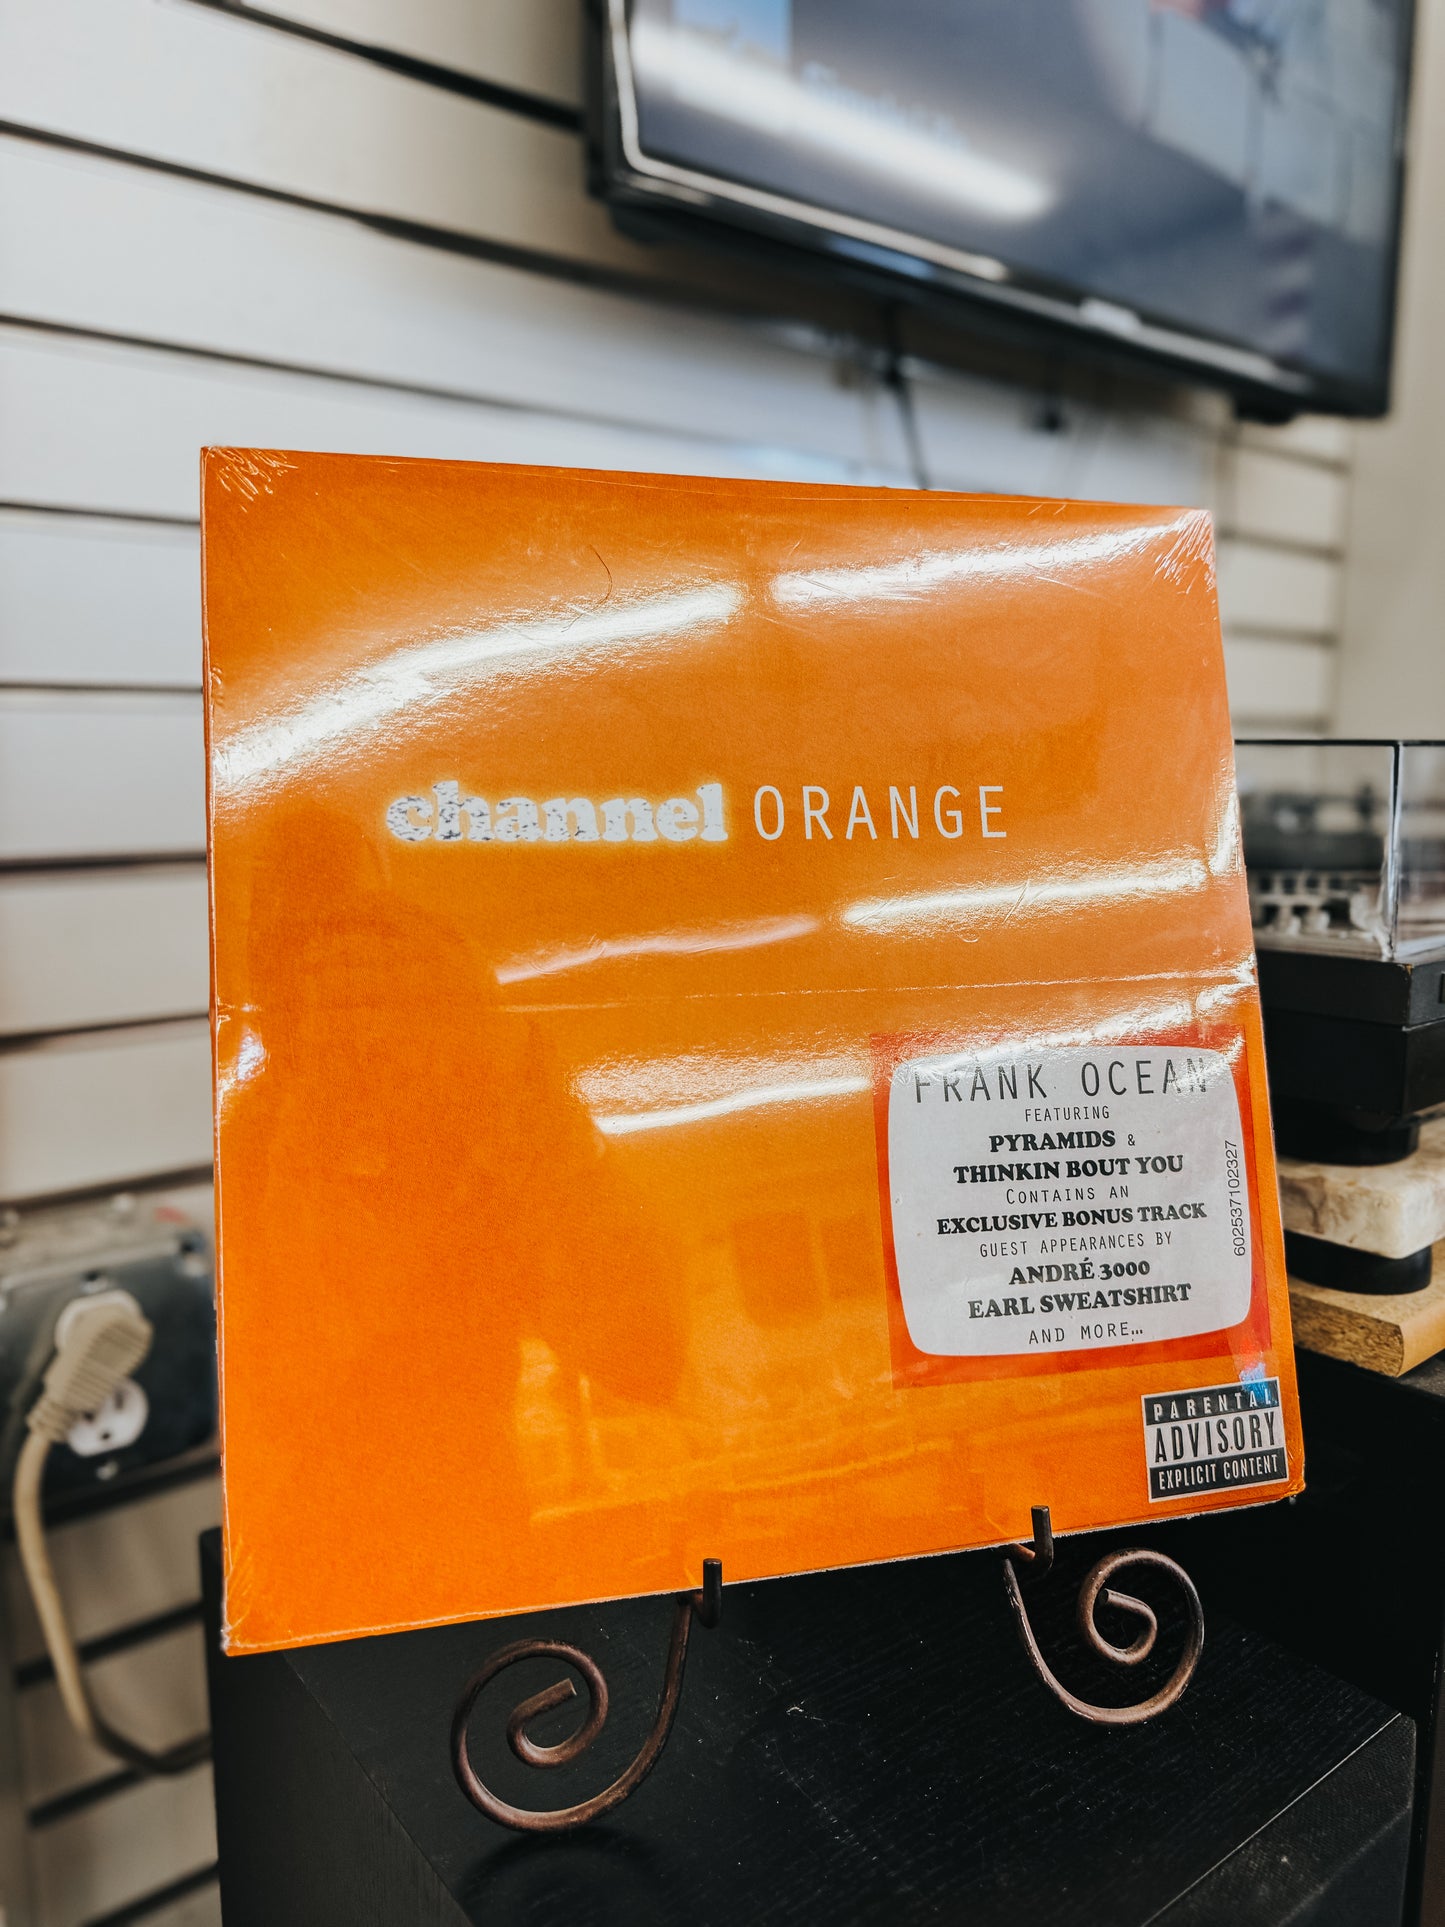 channel ORANGE
FRANK OCEAN
FEATURING
PYRAMIDS &
THINKIN BOUT YOU
CONTAINS AN
EXCLUSIVE BONUS TRACK
GUEST APPEARANCES BY
ANDRÉ 3000
EARL SWEATSHIRT
AND MORE...
602537102327
PARENTAL
ADVISORY
EXPLICIT CONTENT